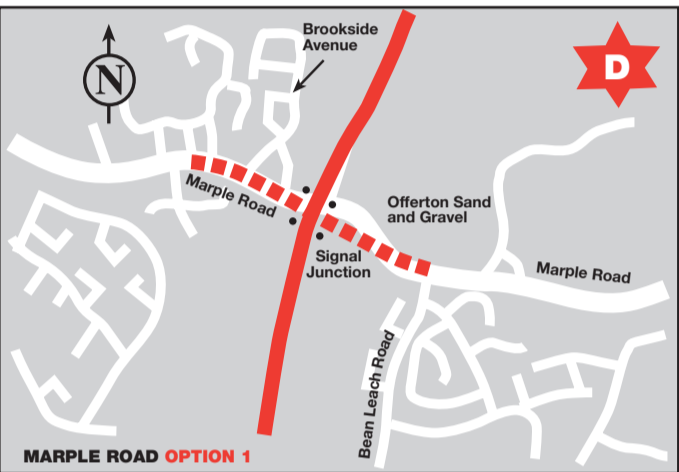 Brookside
Avenue
D
N
Marple Road
Offerton Sand
and Gravel
Signal
Junction
Marple Road
Bean Leach Road
MARPLE ROAD OPTION 1